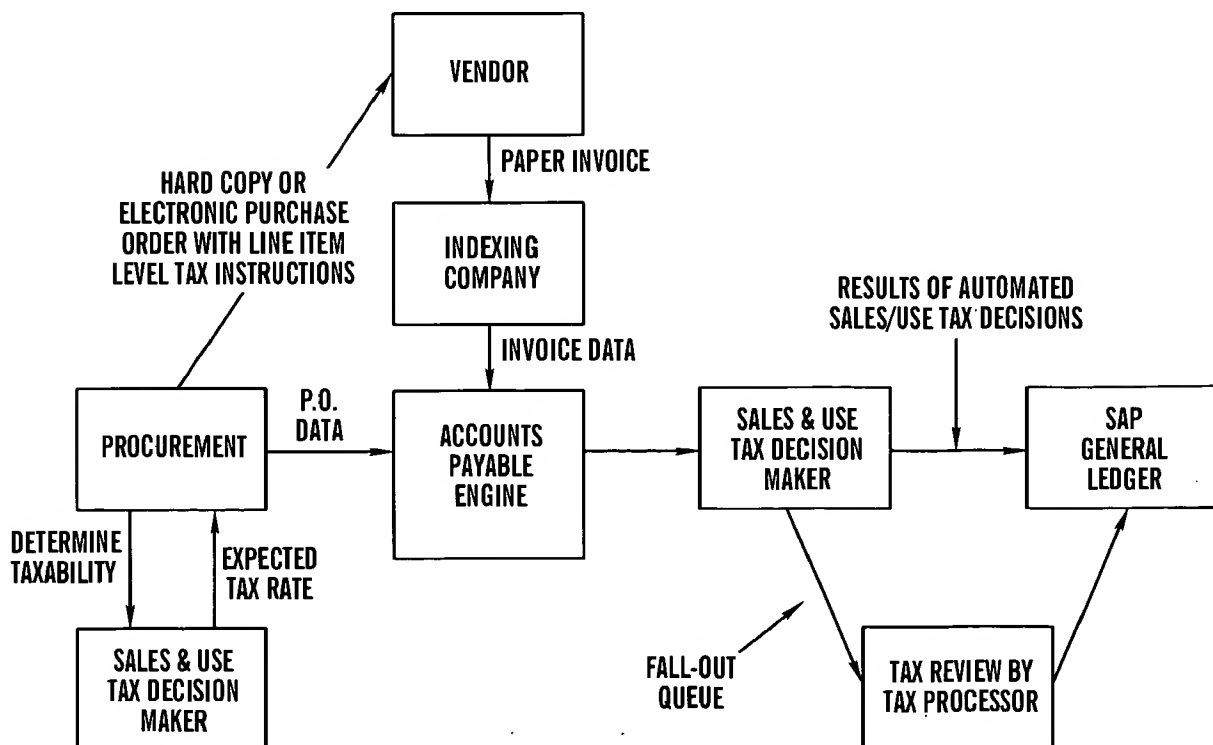 VENDOR
PAPER INVOICE
HARD COPY OR
ELECTRONIC PURCHASE
ORDER WITH LINE ITEM
LEVEL TAX INSTRUCTIONS
INDEXING
COMPANY
INVOICE DATA
RESULTS OF AUTOMATED
SALES/USE TAX DECISIONS
PROCUREMENT
P.O.
DATA
ACCOUNTS
PAYABLE
ENGINE
SALES & USE
TAX DECISION
MAKER
SAP
GENERAL
LEDGER
DETERMINE
TAXABILITY
EXPECTED
TAX RATE
SALES & USE
TAX DECISION
MAKER
FALL-OUT
QUEUE
TAX REVIEW BY
TAX PROCESSOR